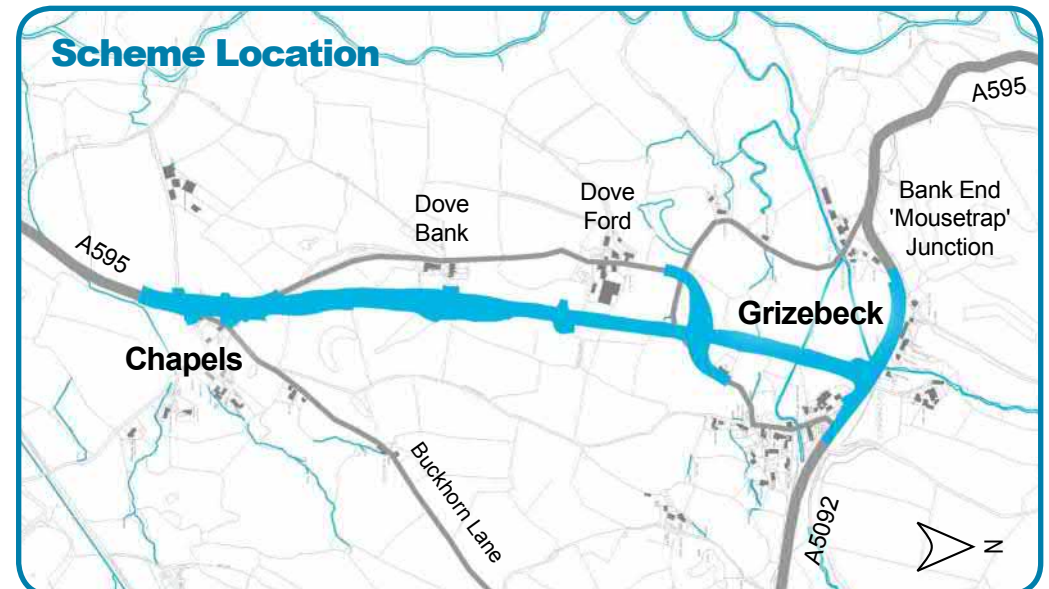 Scheme Location
A595
Bank End
'Mousetrap'
Junction
Dove
Bank
Dove
Ford
A595
Grizebeck
Chapels
Buckhorn Lane
A5092
N